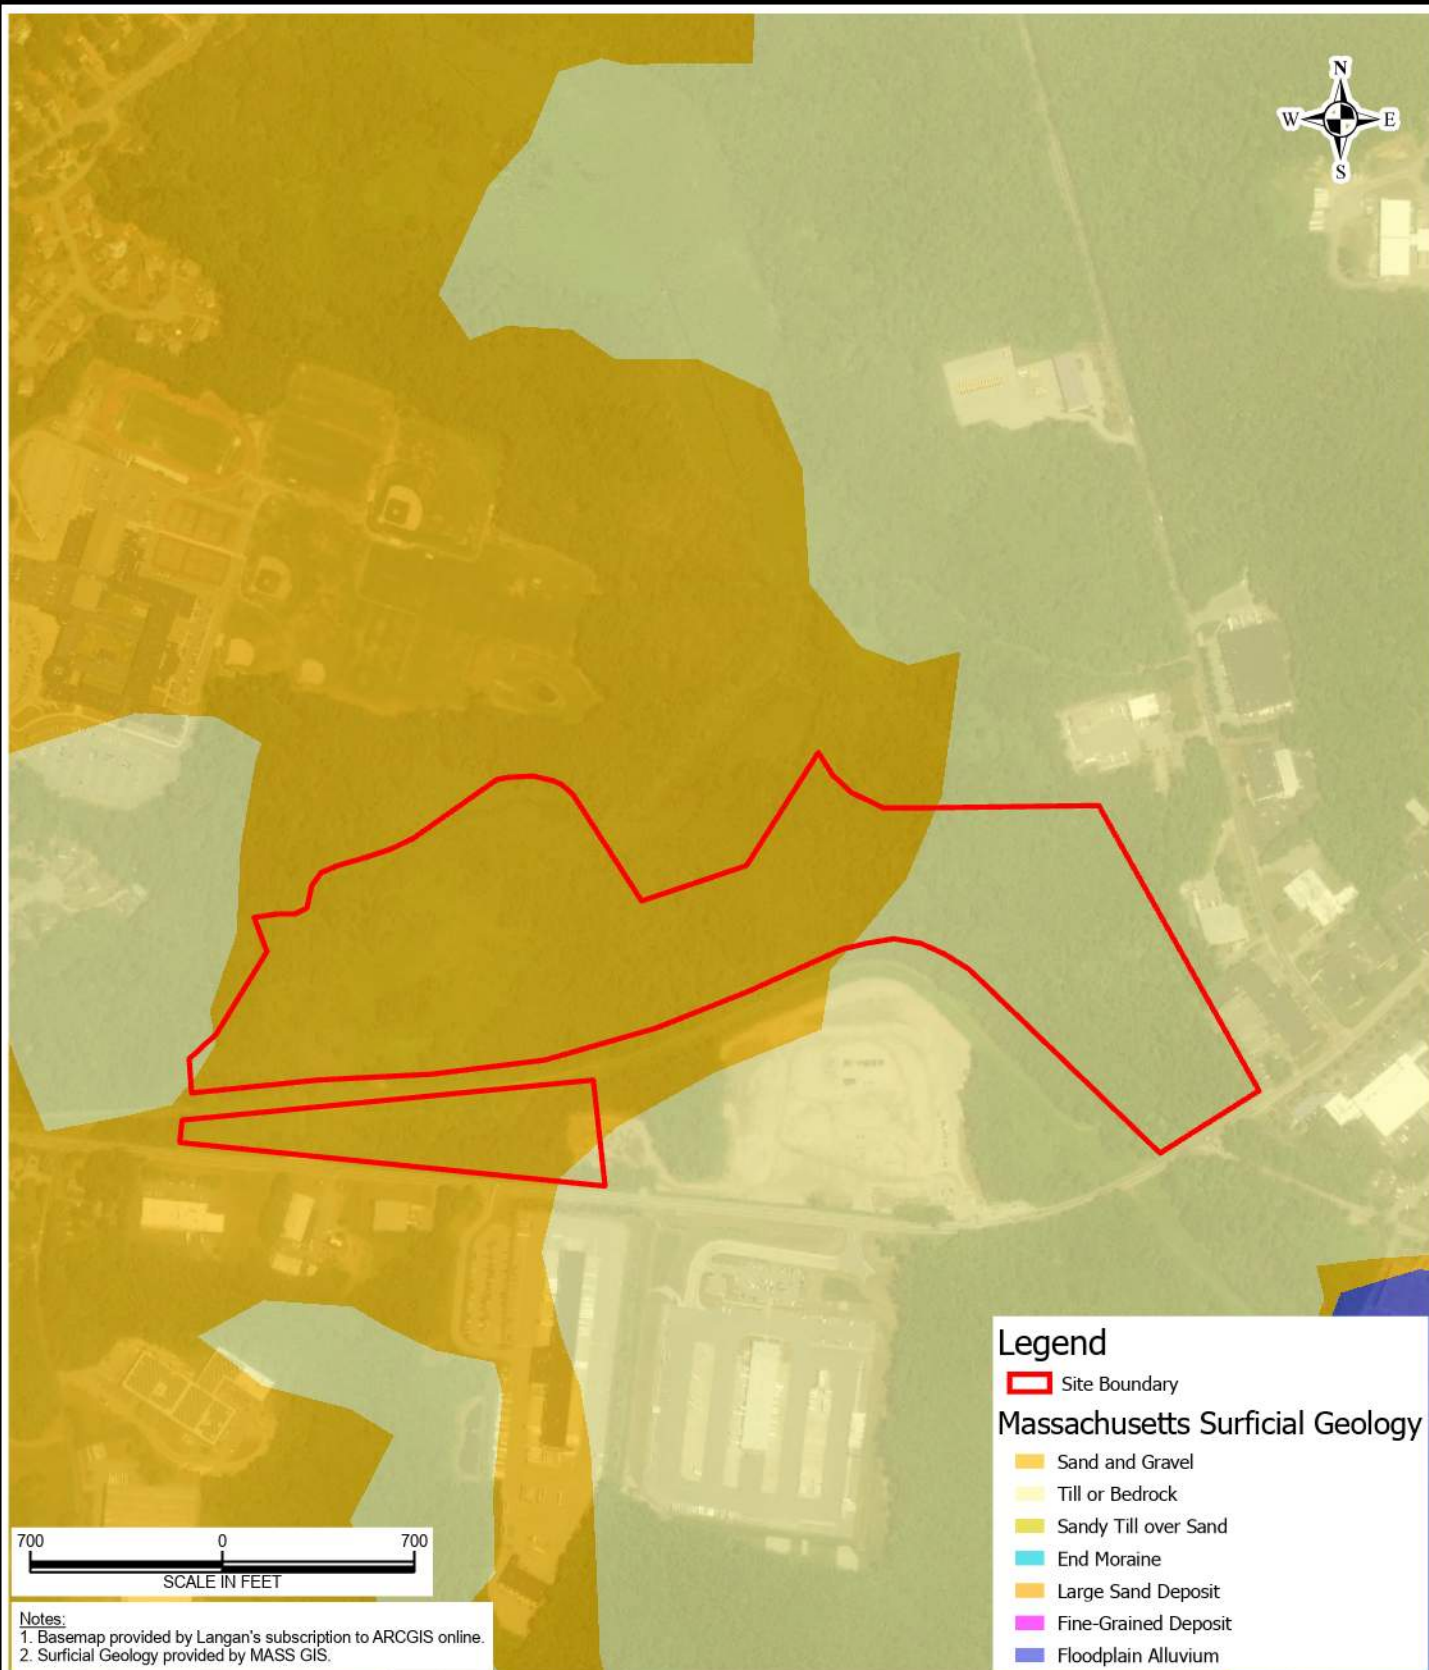 N
W E
S
Legend
Site Boundary
Massachusetts Surficial Geology
Sand and Gravel
Till or Bedrock
Sandy Till over Sand
End Moraine
Large Sand Deposit
Fine-Grained Deposit
Floodplain Alluvium
700 0 700
SCALE IN FEET
Notes:
1. Basemap provided by Langan's subscription to ARCGIS online.
2. Surficial Geology provided by MASS GIS.